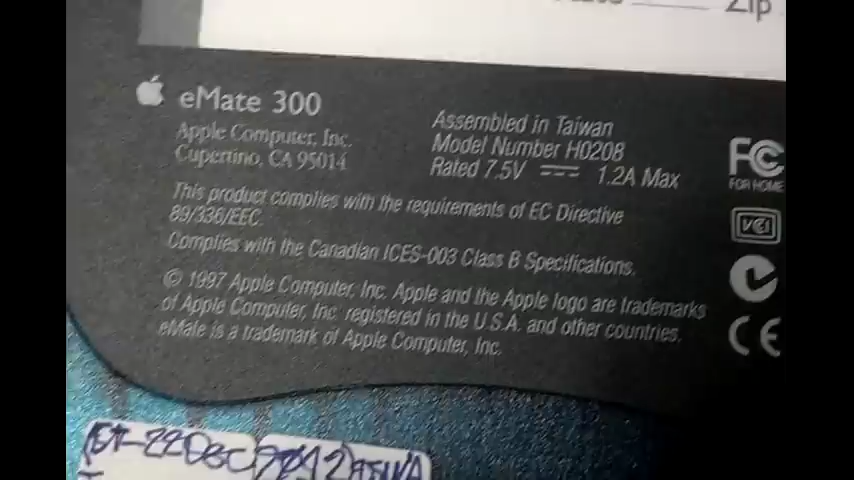 Zip
eMate 300
Apple Computer, Inc.
Cupertino, CA 95014
Assembled in Taiwan
Model Number H0208
Rated 7.5V 1.2A Max
This product complies with the requirements of EC Directive
89/336/EEC.
Complies with the Canadian ICES-003 Class B Specifications.
© 1997 Apple Computer, Inc. Apple and the Apple logo are trademarks
of Apple Computer, Inc. registered in the U.S.A. and other countries.
eMate is a trademark of Apple Computer, Inc.
FC
FOR HOME
VCI
CE
22DEC